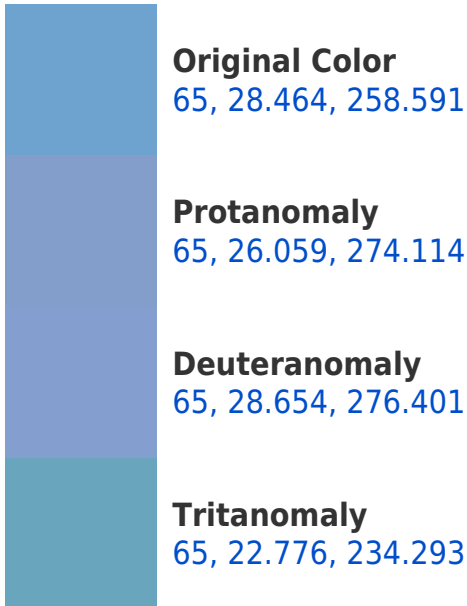 Original Color
65, 28.464, 258.591
Protanomaly
65, 26.059, 274.114
Deuteranomaly
65, 28.654, 276.401
Tritanomaly
65, 22.776, 234.293